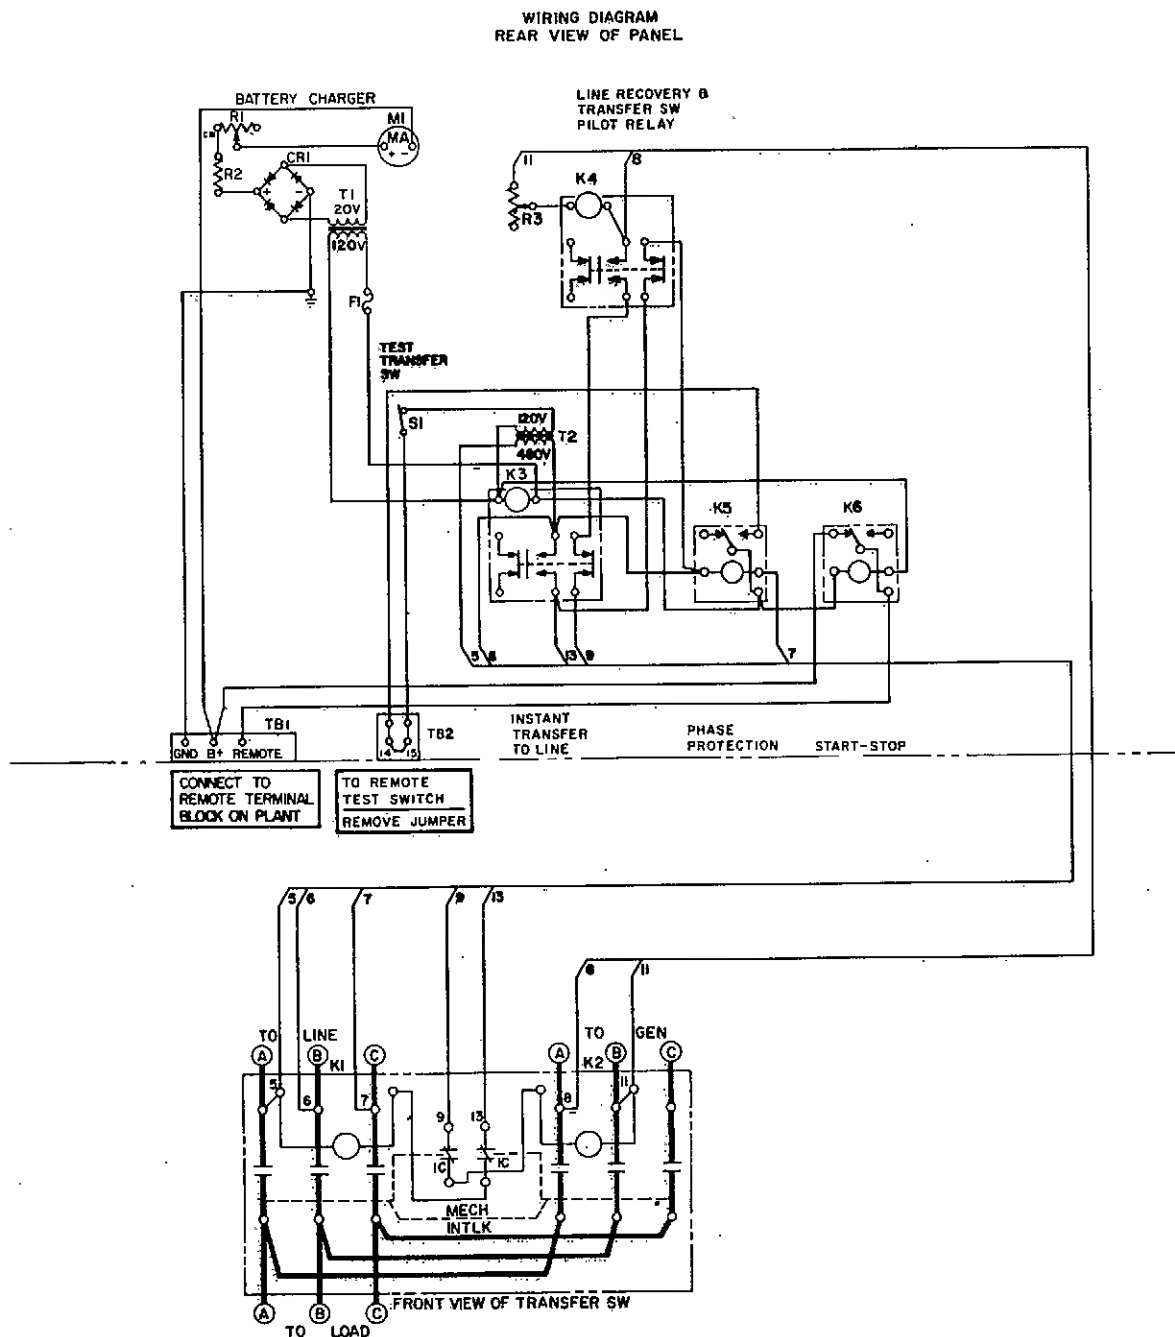 WIRING DIAGRAM
REAR VIEW OF PANEL
BATTERY CHARGER
R1
M1
MA
+ -
R2
CR1
+ -
T1
20V
120V
F1
LINE RECOVERY &
TRANSFER SW
PILOT RELAY
11
8
K4
R3
TEST
TRANSFER
SW
S1
120V
T2
480V
K3
K5
K6
5
6
13
9
7
TB1
GND B+ REMOTE
TB2
14 15
INSTANT
TRANSFER
TO LINE
PHASE
PROTECTION
START-STOP
CONNECT TO
REMOTE TERMINAL
BLOCK ON PLANT
TO REMOTE
TEST SWITCH
REMOVE JUMPER
5 6 7 9 13
8 11
TO LINE
A B C
K1
TO GEN
A B C
K2
5
6
7
9
13
8
11
1C
1C
MECH
INTLK
FRONT VIEW OF TRANSFER SW
A B C
TO LOAD